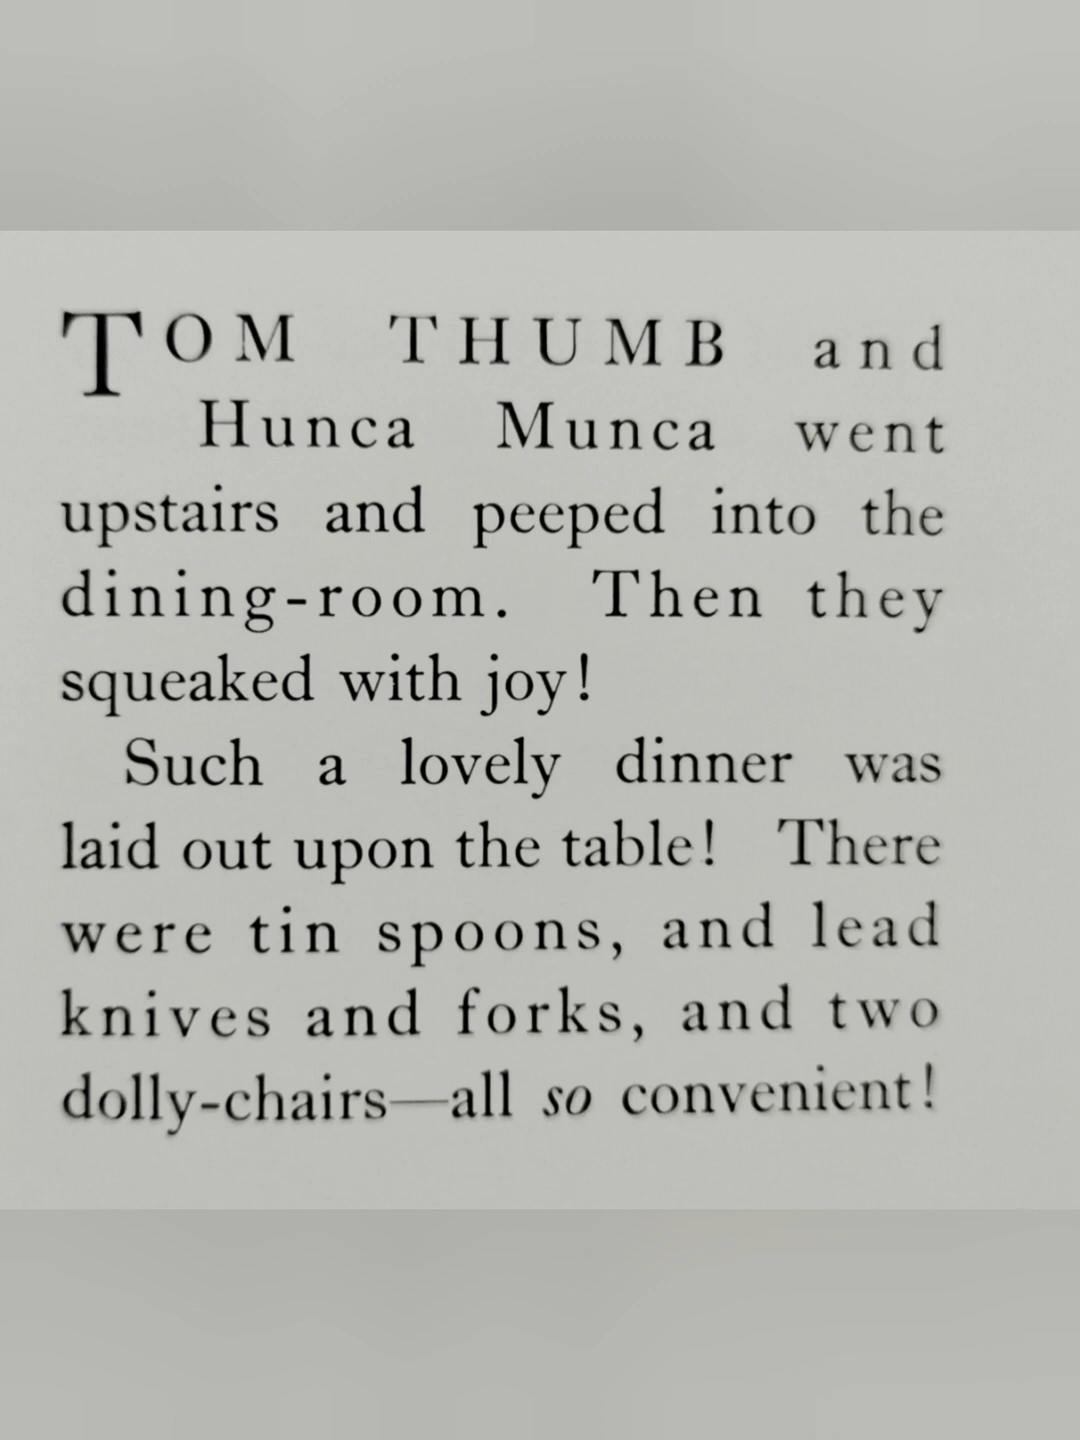 TOM THUMB and
Hunca Munca went
upstairs and peeped into the
dining-room. Then they
squeaked with joy!
Such a lovely dinner was
laid out upon the table! There
were tin spoons, and lead
knives and forks, and two
dolly-chairs—all so convenient!